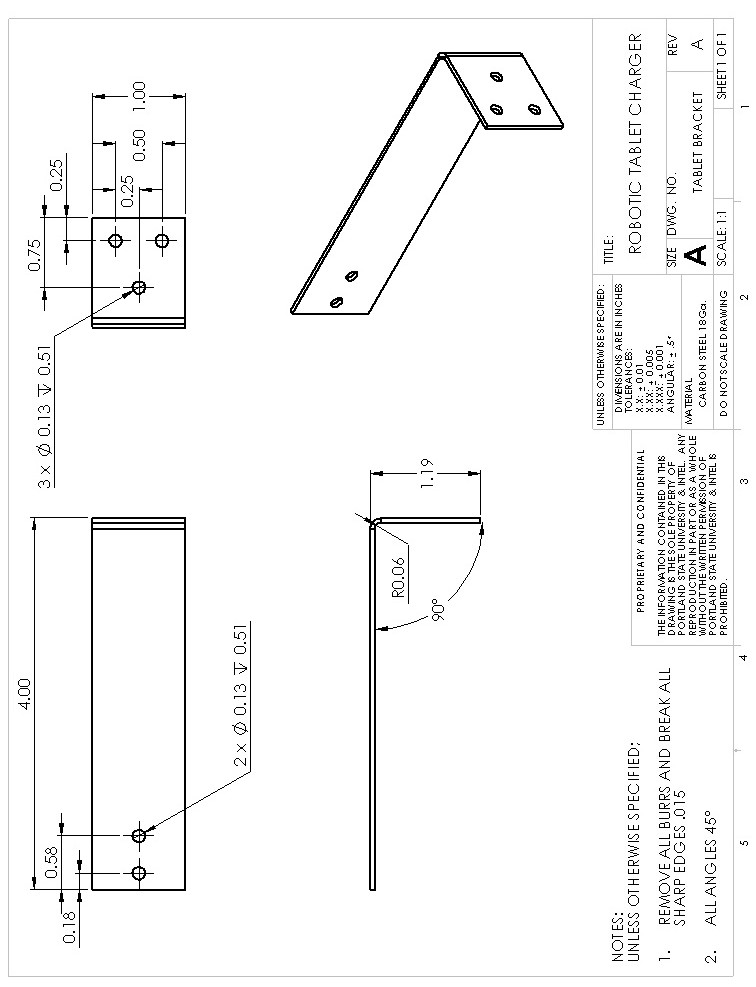 4.00
0.58
0.18
2 x Ø 0.13 ↧ 0.51
3 x Ø 0.13 ↧ 0.51
0.75
0.25
0.25
0.50
1.00
1.19
R0.06
90°
NOTES:
UNLESS OTHERWISE SPECIFIED;
1. REMOVE ALL BURRS AND BREAK ALL
SHARP EDGES .015
2. ALL ANGLES 45°
PROPRIETARY AND CONFIDENTIAL
THE INFORMATION CONTAINED IN THIS
DRAWING IS THE SOLE PROPERTY OF
PORTLAND STATE UNIVERSITY & INTEL. ANY
REPRODUCTION IN PART OR AS A WHOLE
WITHOUT THE WRITTEN PERMISSION OF
PORTLAND STATE UNIVERSITY & INTEL IS
PROHIBITED.
UNLESS OTHERWISE SPECIFIED:
DIMENSIONS ARE IN INCHES
TOLERANCES:
X.X: ± 0.01
X.XX: ± 0.005
X.XXX: ± 0.001
ANGULAR: ± .5°
MATERIAL
CARBON STEEL 18Ga.
DO NOT SCALE DRAWING
TITLE:
ROBOTIC TABLET CHARGER
SIZE DWG. NO. REV
A TABLET BRACKET A
SCALE: 1:1 SHEET 1 OF 1
5 4 3 2 1